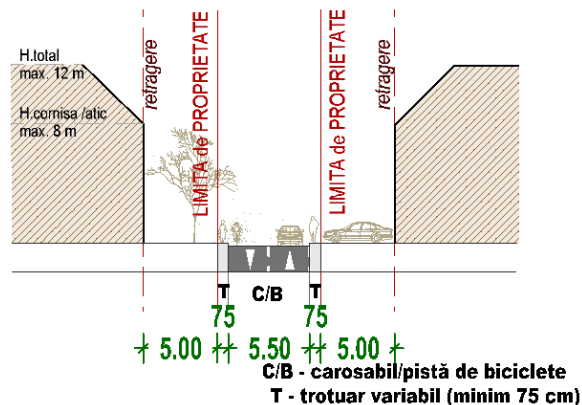 H.total
max. 12 m
H.cornisa /atic
max. 8 m
retragere
LIMITA de PROPRIETATE
LIMITA de PROPRIETATE
retragere
T C/B T
75 75
5.00 5.50 5.00
C/B - carosabil/pistă de biciclete
T - trotuar variabil (minim 75 cm)